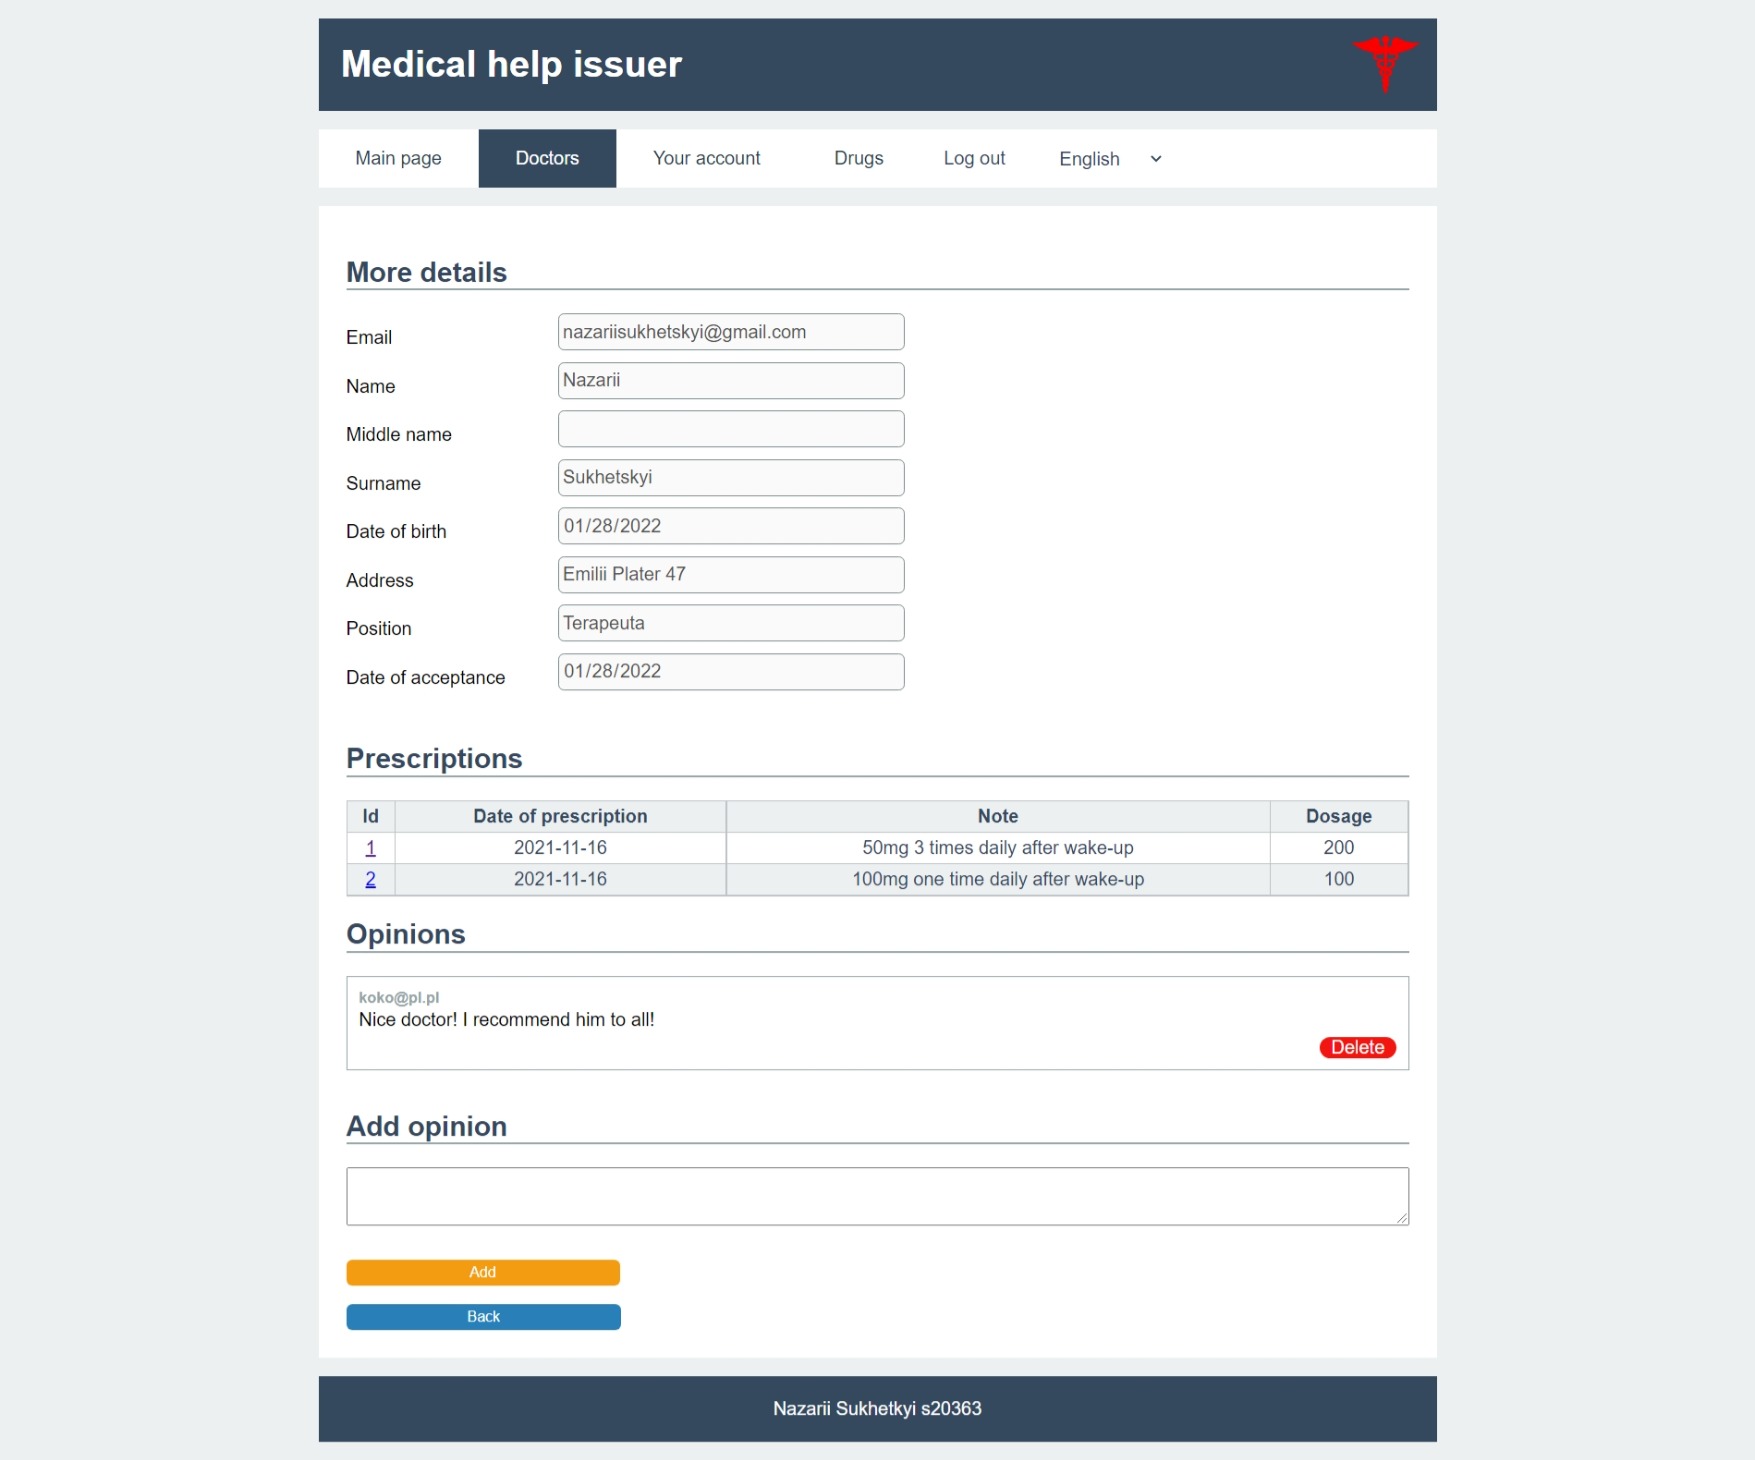 Medical help issuer
Main page Doctors Your account Drugs Log out English
More details
Email nazariisukhetskyi@gmail.com
Name Nazarii
Middle name
Surname Sukhetskyi
Date of birth 01/28/2022
Address Emilii Plater 47
Position Terapeuta
Date of acceptance 01/28/2022
Prescriptions
Id Date of prescription Note Dosage
1 2021-11-16 50mg 3 times daily after wake-up 200
2 2021-11-16 100mg one time daily after wake-up 100
Opinions
koko@pl.pl
Nice doctor! I recommend him to all!
Delete
Add opinion
Add
Back
Nazarii Sukhetkyi s20363